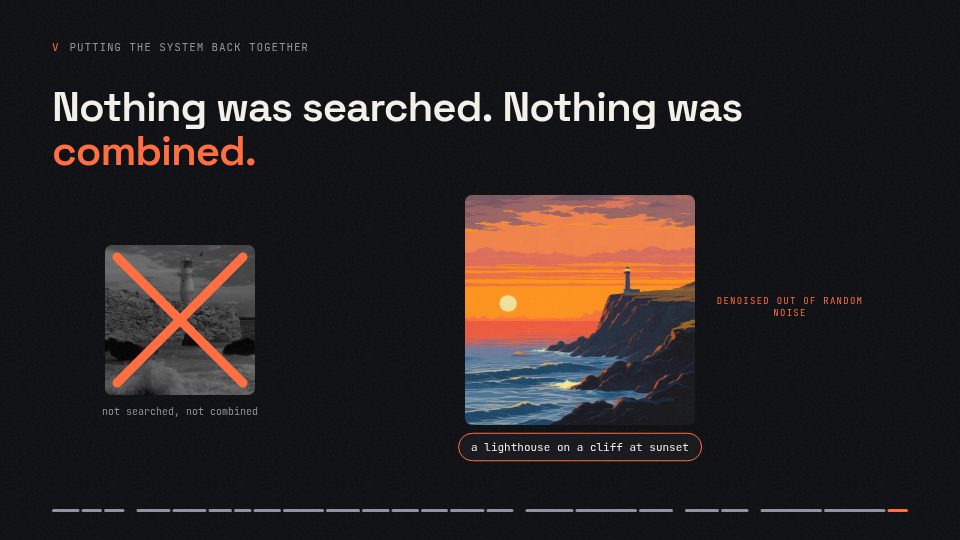 V PUTTING THE SYSTEM BACK TOGETHER
Nothing was searched. Nothing was
combined.
DENOISED OUT OF RANDOM
NOISE
not searched, not combined
a lighthouse on a cliff at sunset